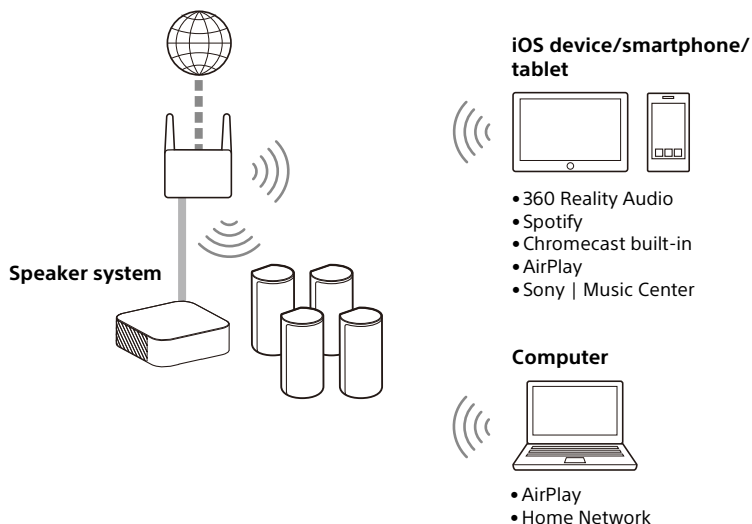 iOS device/smartphone/
tablet
• 360 Reality Audio
• Spotify
• Chromecast built-in
• AirPlay
• Sony | Music Center
Speaker system
Computer
• AirPlay
• Home Network